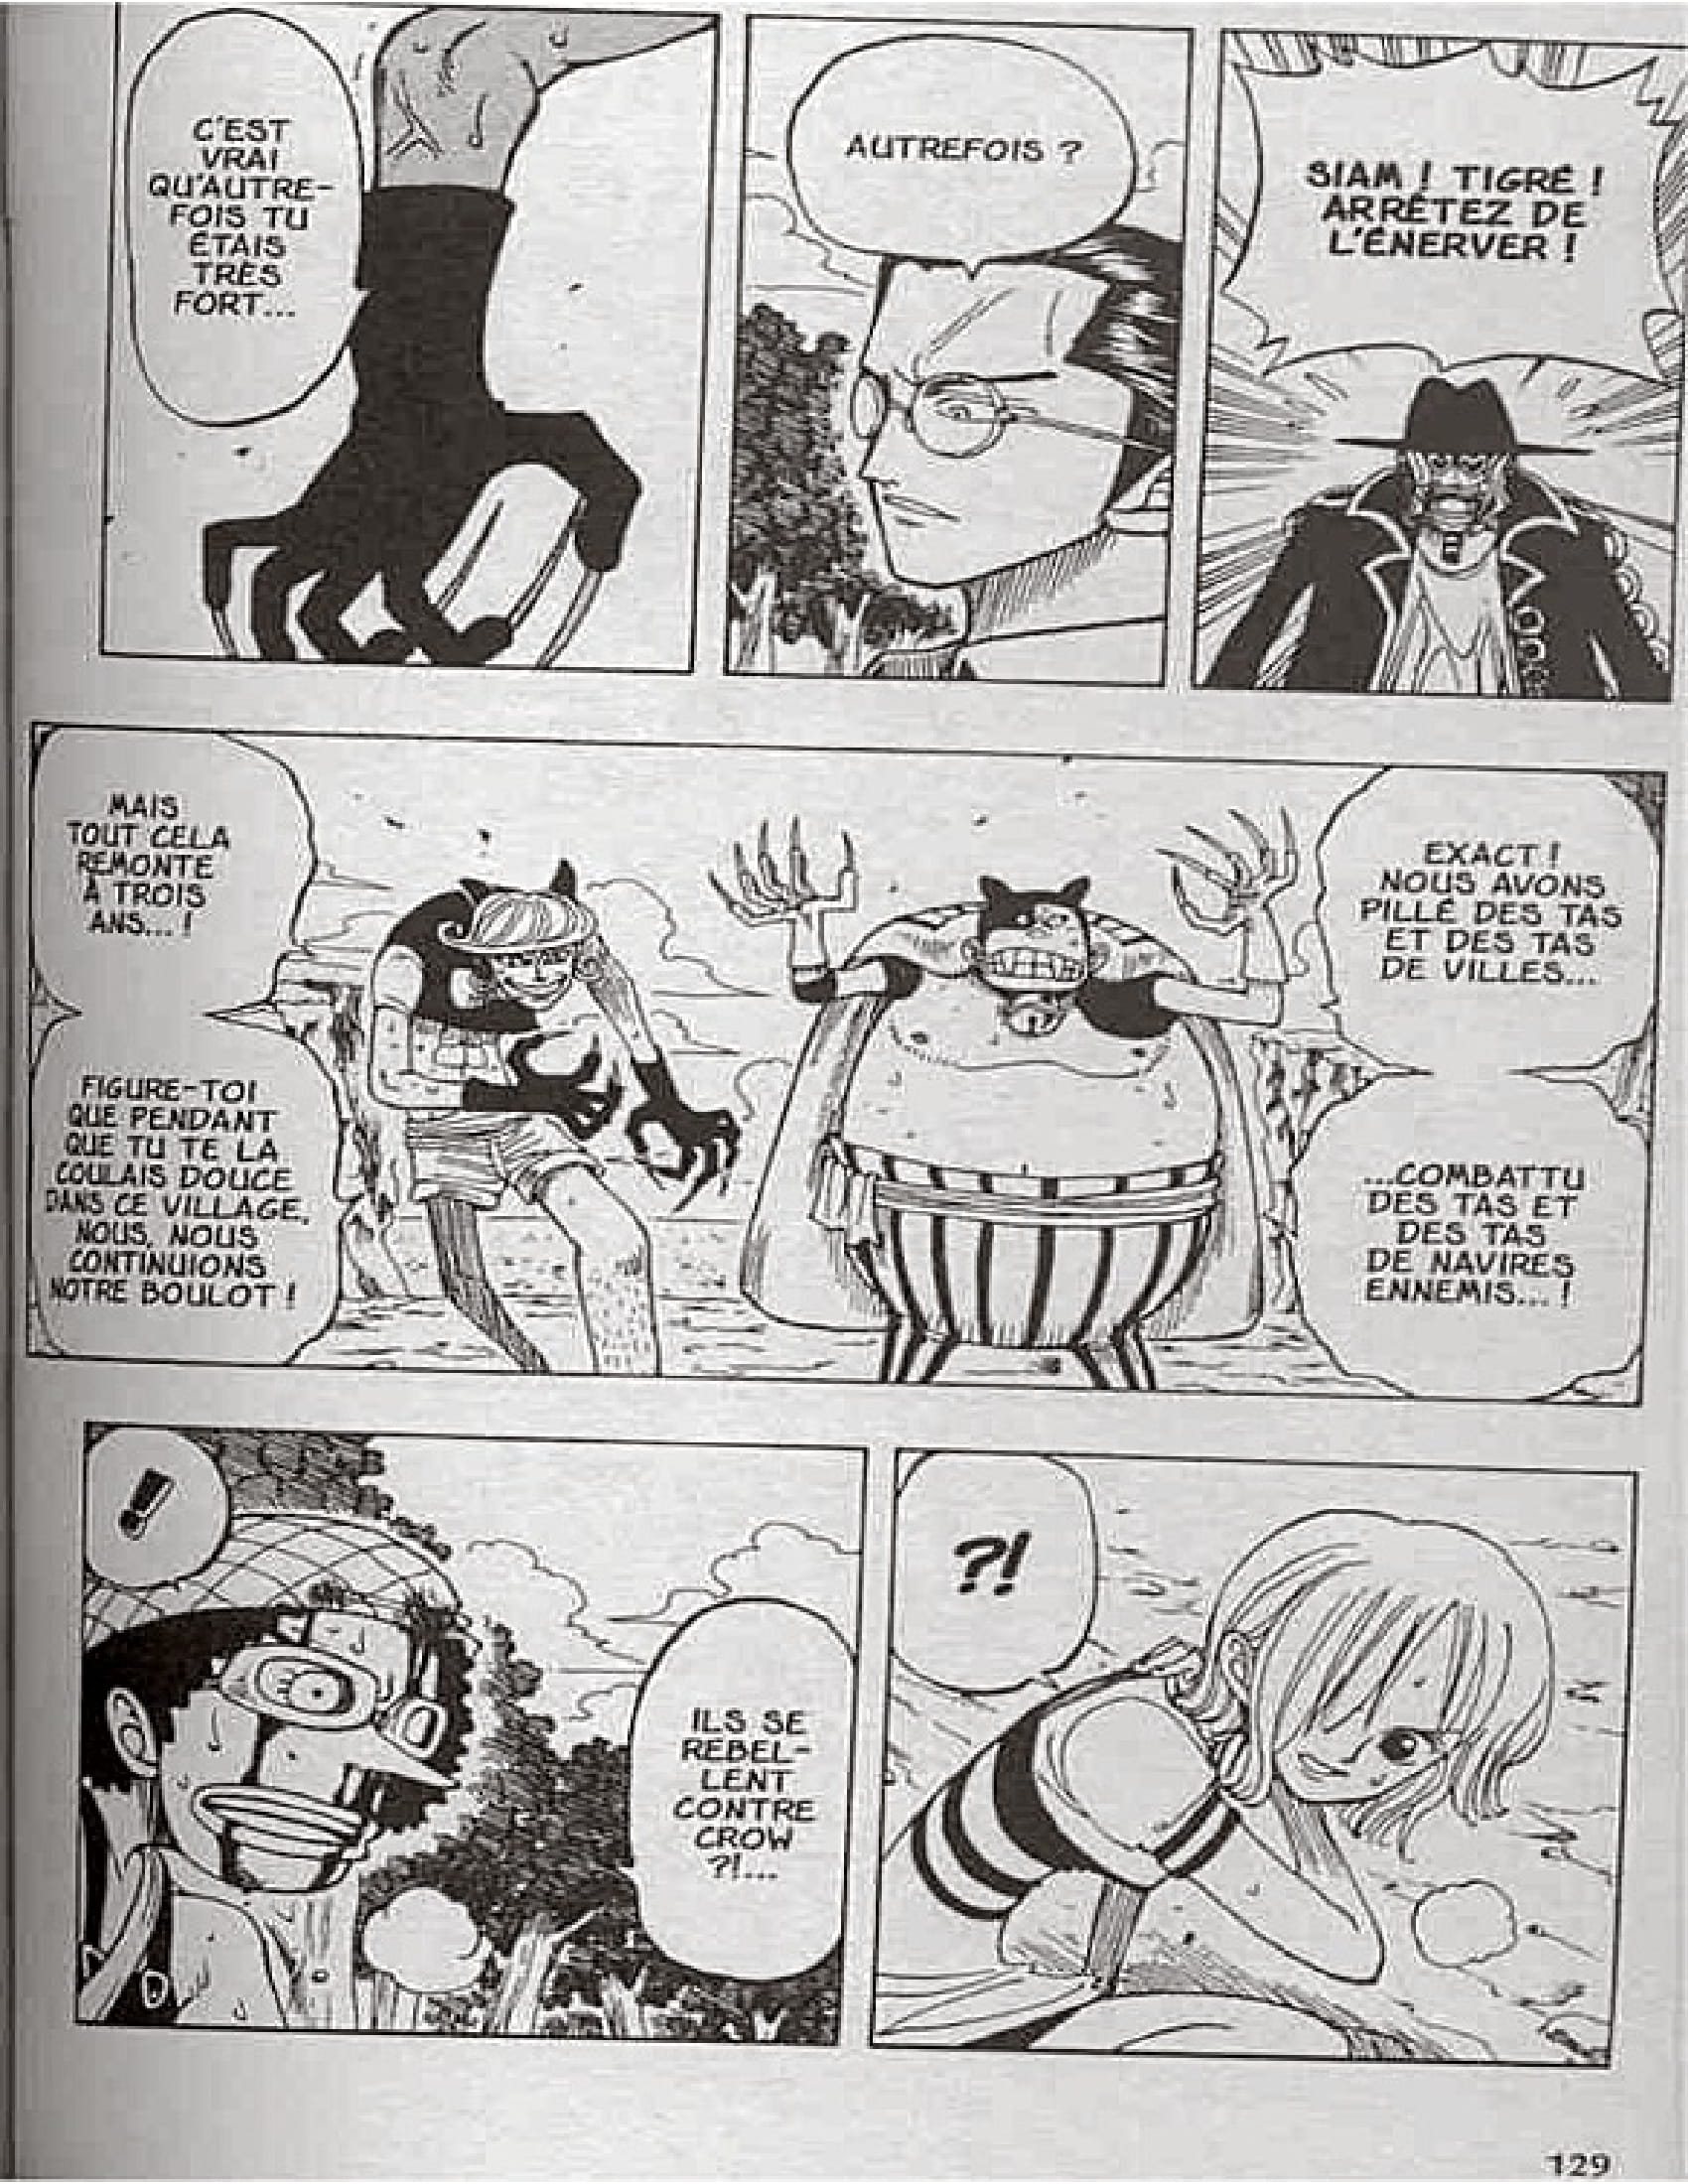 SIAM ! TIGRÉ !
ARRÊTEZ DE
L'ÉNERVER !
AUTREFOIS ?
C'EST
VRAI
QU'AUTRE-
FOIS TU
ÉTAIS
TRÈS
FORT...
EXACT !
NOUS AVONS
PILLÉ DES TAS
ET DES TAS
DE VILLES...
...COMBATTU
DES TAS ET
DES TAS
DE NAVIRES
ENNEMIS... !
MAIS
TOUT CELA
REMONTE
À TROIS
ANS... !
FIGURE-TOI
QUE PENDANT
QUE TU TE LA
COULAIS DOUCE
DANS CE VILLAGE,
NOUS, NOUS
CONTINUIONS
NOTRE BOULOT !
?!
ILS SE
REBEL-
LENT
CONTRE
CROW
?!...
!
129